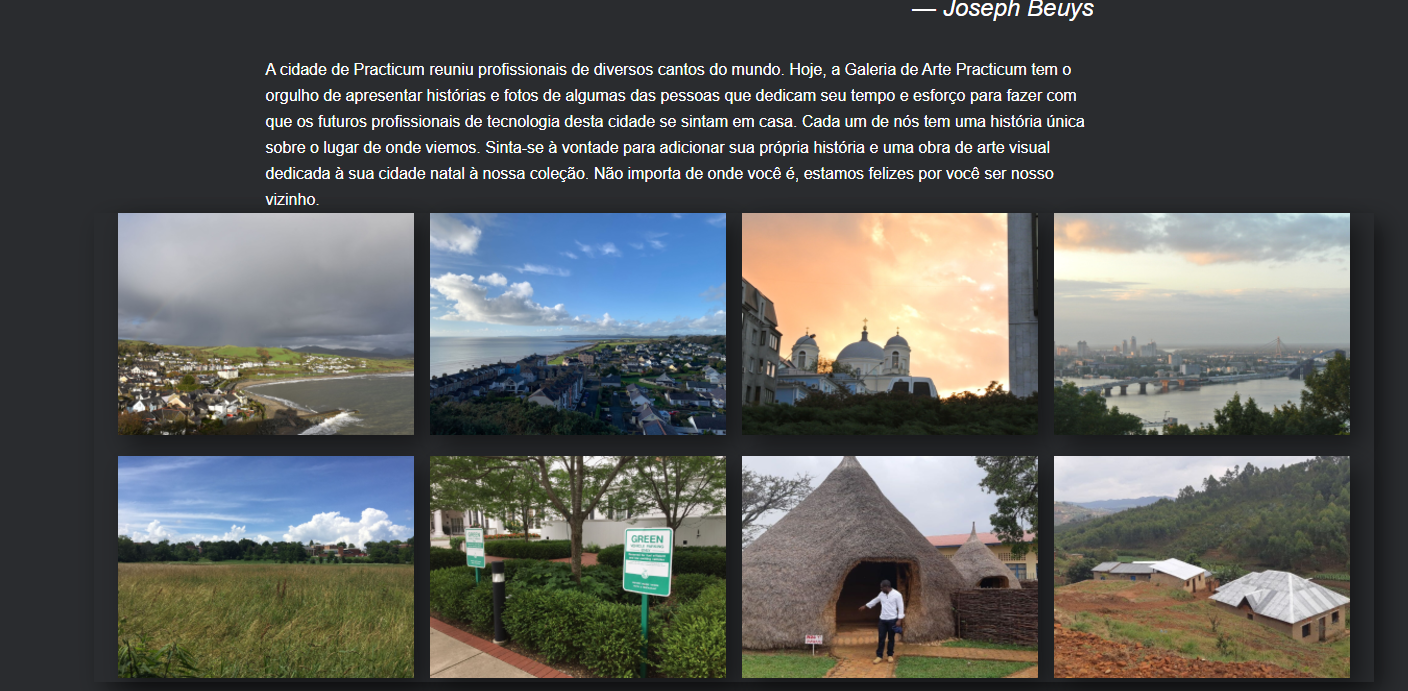 — Joseph Beuys
A cidade de Practicum reuniu profissionais de diversos cantos do mundo. Hoje, a Galeria de Arte Practicum tem o
orgulho de apresentar histórias e fotos de algumas das pessoas que dedicam seu tempo e esforço para fazer com
que os futuros profissionais de tecnologia desta cidade se sintam em casa. Cada um de nós tem uma história única
sobre o lugar de onde viemos. Sinta-se à vontade para adicionar sua própria história e uma obra de arte visual
dedicada à sua cidade natal à nossa coleção. Não importa de onde você é, estamos felizes por você ser nosso
vizinho.
GREEN